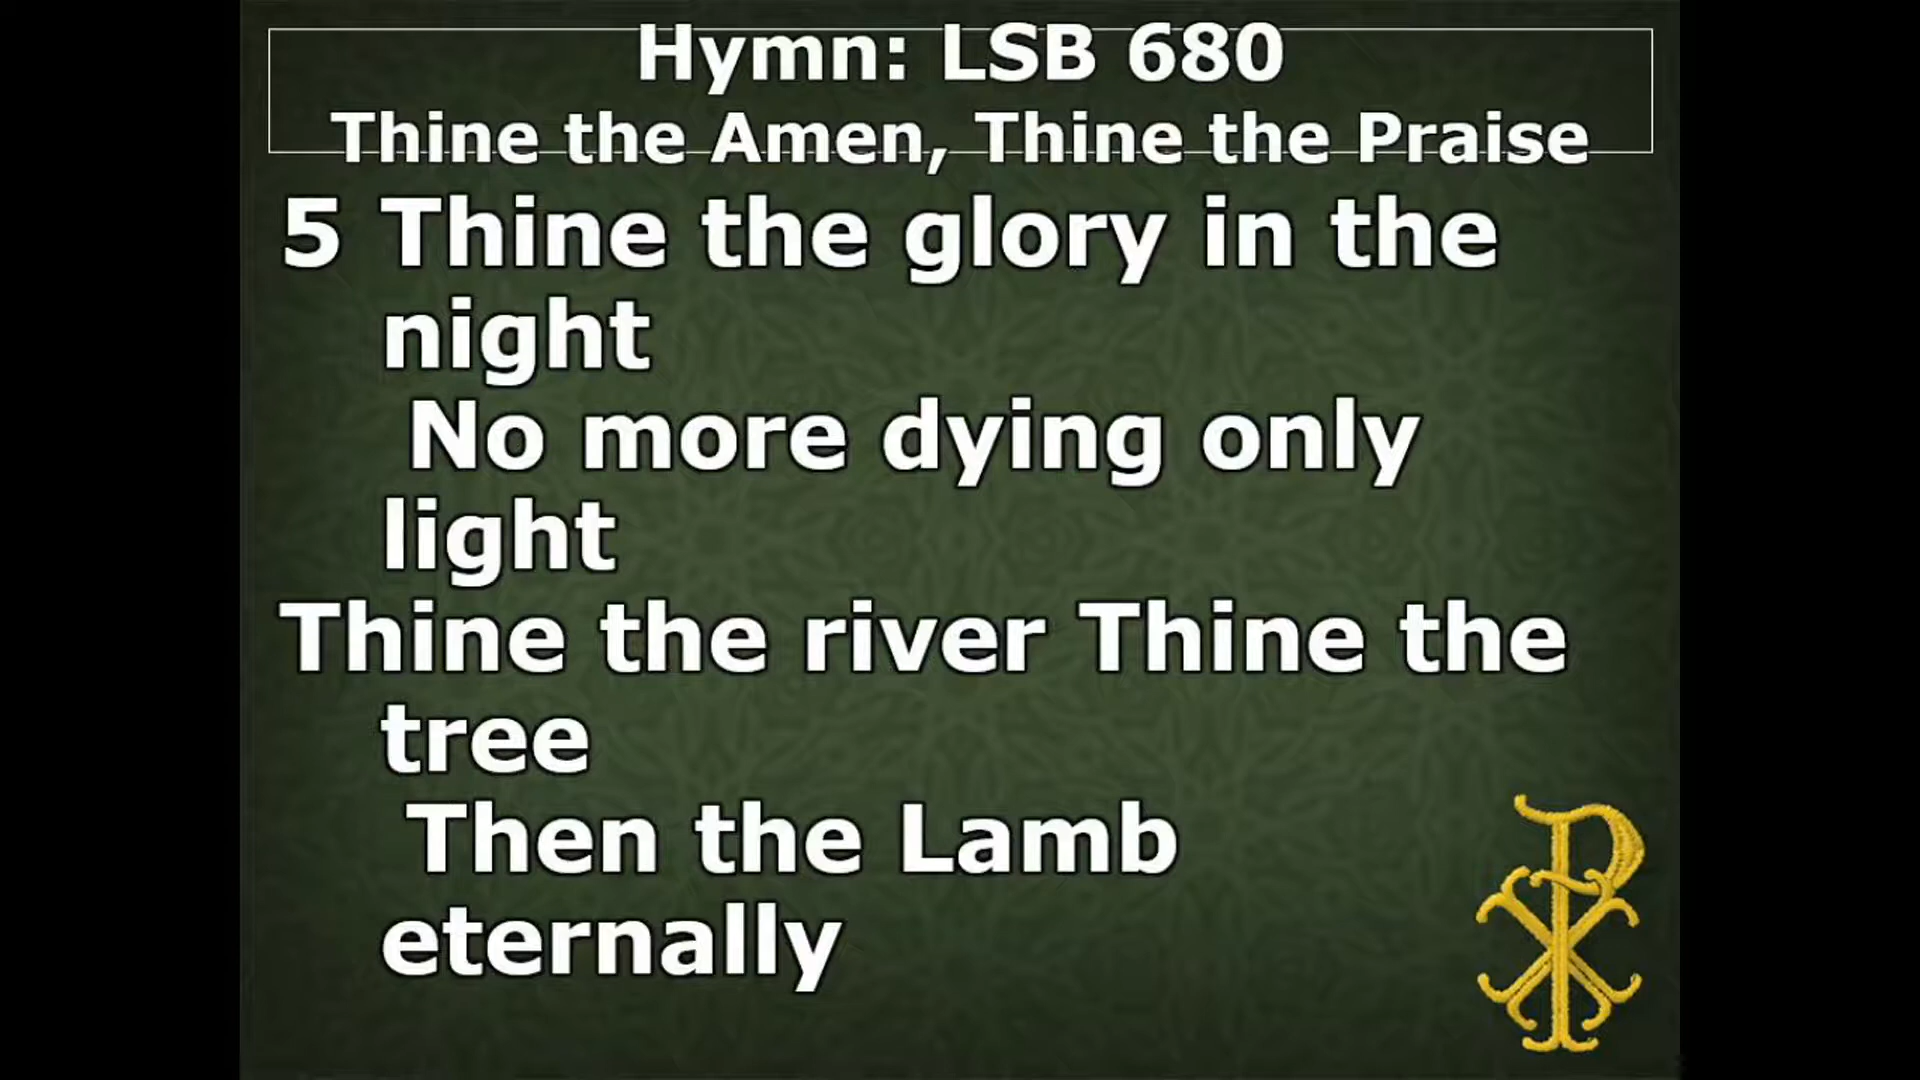 Hymn: LSB 680
Thine the Amen, Thine the Praise
5 Thine the glory in the
night
No more dying only
light
Thine the river Thine the
tree
Then the Lamb
eternally